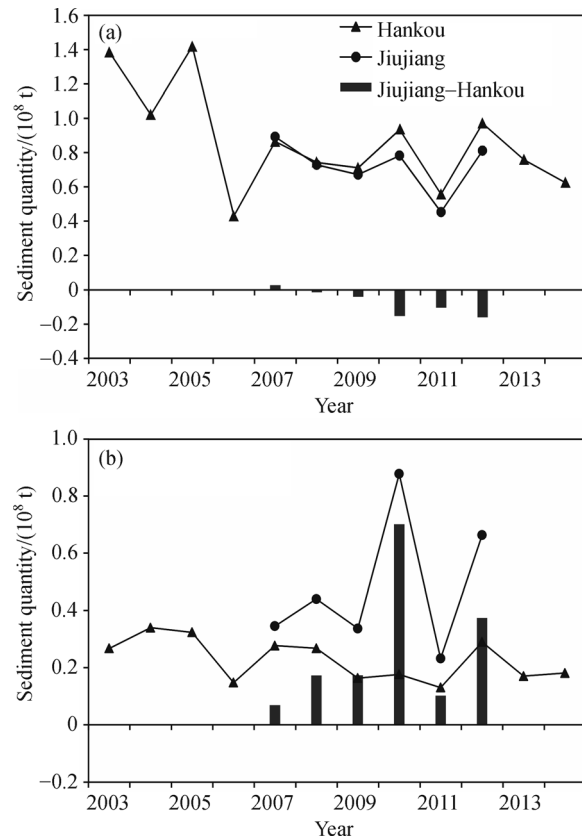 (a)
Hankou
Jiujiang
Jiujiang–Hankou
Sediment quantity/(10⁸ t)
1.6
1.4
1.2
1.0
0.8
0.6
0.4
0.2
0
−0.2
−0.4
2003 2005 2007 2009 2011 2013
Year
(b)
Sediment quantity/(10⁸ t)
1.0
0.8
0.6
0.4
0.2
0
−0.2
2003 2005 2007 2009 2011 2013
Year